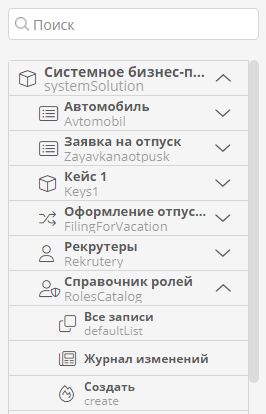 Поиск
Системное бизнес-п...
systemSolution
Автомобиль
Avtomobil
Заявка на отпуск
Zayavkanaotpusk
Кейс 1
Keys1
Оформление отпус...
FilingForVacation
Рекрутеры
Rekrutery
Справочник ролей
RolesCatalog
Все записи
defaultList
Журнал изменений
Создать
create